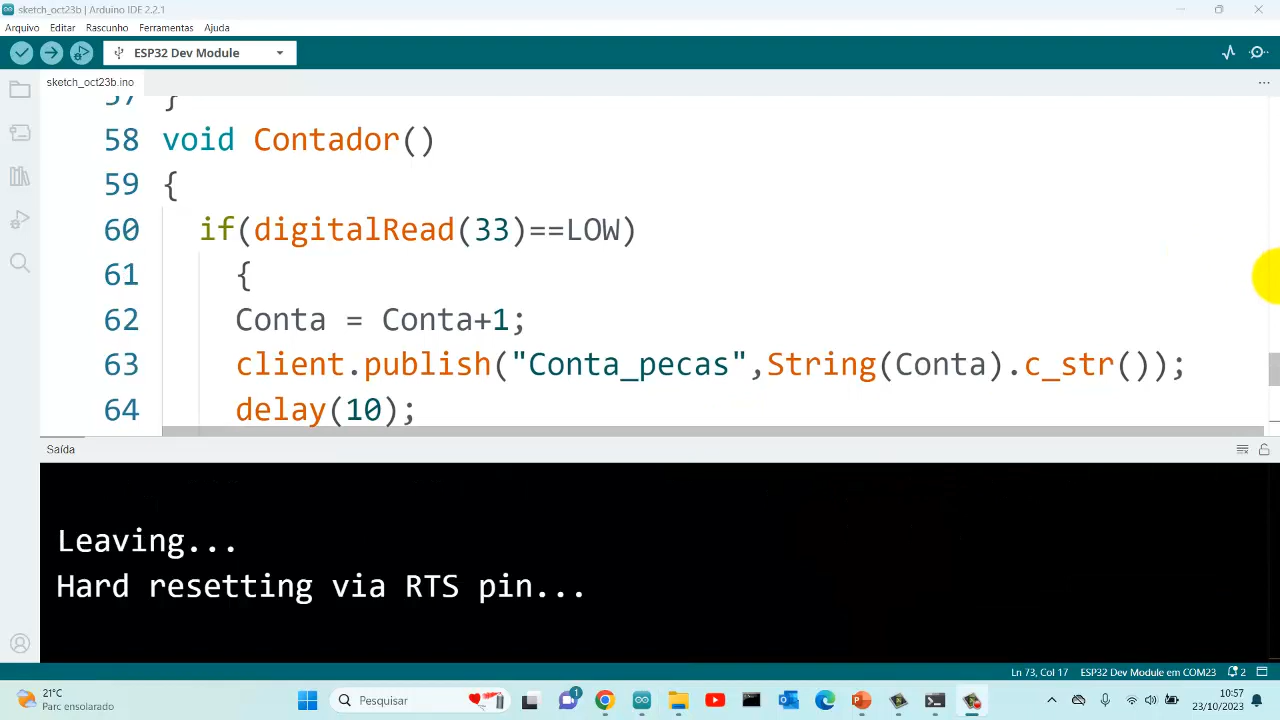 sketch_oct23b | Arduino IDE 2.2.1
Arquivo Editar Rascunho Ferramentas Ajuda
ESP32 Dev Module
sketch_oct23b.ino
57 }
58 void Contador()
59 {
60 if(digitalRead(33)==LOW)
61 {
62 Conta = Conta+1;
63 client.publish("Conta_pecas",String(Conta).c_str());
64 delay(10);
Saída
Leaving...
Hard resetting via RTS pin...
Ln 73, Col 17 ESP32 Dev Module em COM23 2
21°C
Parc ensolarado
Pesquisar
1
10:57
23/10/2023